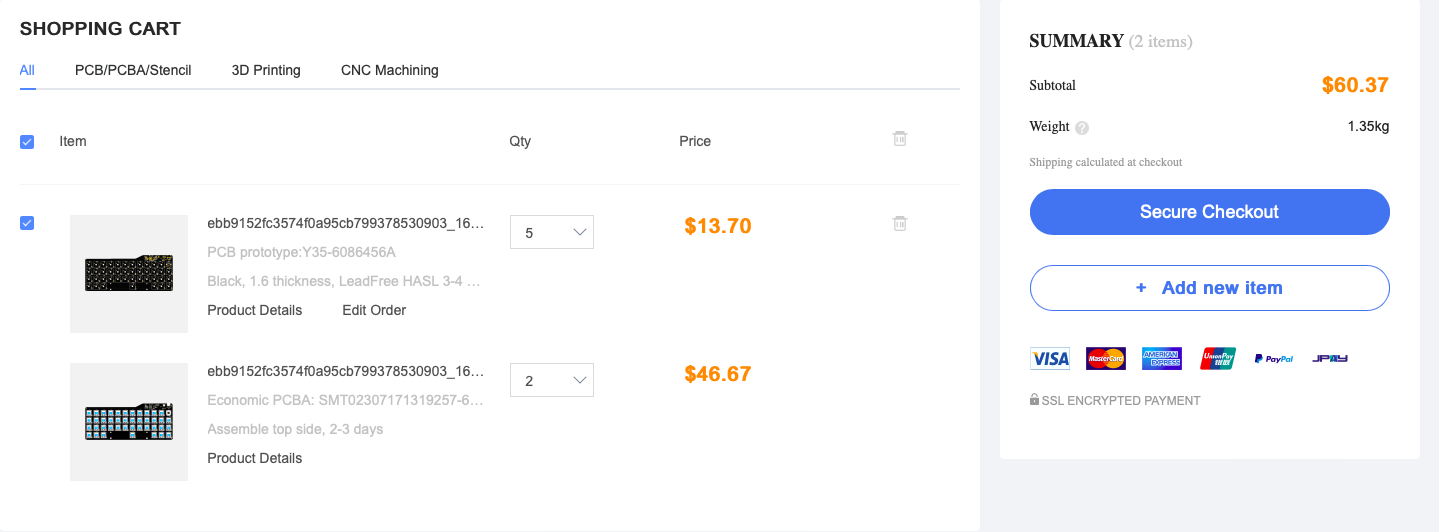 SHOPPING CART
All PCB/PCBA/Stencil 3D Printing CNC Machining
Item Qty Price
ebb9152fc3574f0a95cb799378530903_16... 5 $13.70
PCB prototype:Y35-6086456A
Black, 1.6 thickness, LeadFree HASL 3-4 ...
Product Details Edit Order
ebb9152fc3574f0a95cb799378530903_16... 2 $46.67
Economic PCBA: SMT02307171319257-6...
Assemble top side, 2-3 days
Product Details
SUMMARY (2 items)
Subtotal $60.37
Weight ? 1.35kg
Shipping calculated at checkout
Secure Checkout
+ Add new item
VISA MasterCard AMERICAN EXPRESS UnionPay 银联 PayPal JPAY
SSL ENCRYPTED PAYMENT